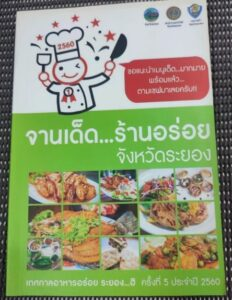 2560
ขอแนะนำเมนูเด็ด...มากมาย
พร้อมแล้ว...
ตามเชฟมาเลยครับ!!
จานเด็ด...ร้านอร่อย
จังหวัดระยอง
เทศกาลอาหารอร่อย ระยอง...ฮิ ครั้งที่ 5 ประจำปี 2560